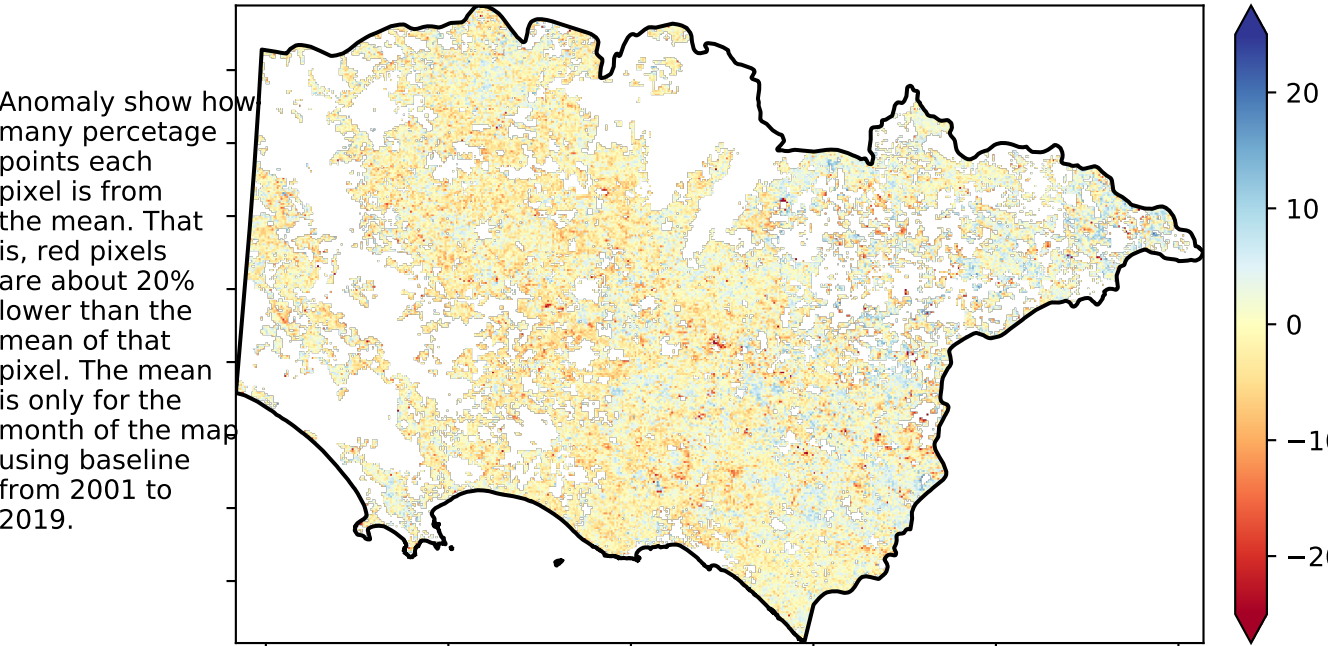 Anomaly show how
many percetage
points each
pixel is from
the mean. That
is, red pixels
are about 20%
lower than the
mean of that
pixel. The mean
is only for the
month of the map
using baseline
from 2001 to
2019.
20
10
0
−10
−20